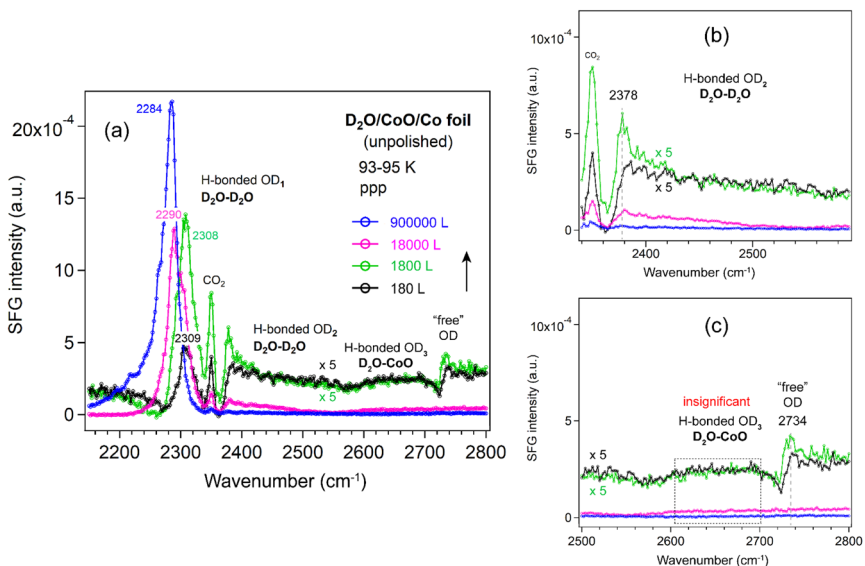 (a)
D₂O/CoO/Co foil
(unpolished)
93-95 K
ppp
900000 L
18000 L
1800 L
180 L
2284
H-bonded OD₁
D₂O-D₂O
2290
2308
CO₂
2309
H-bonded OD₂
D₂O-D₂O
x 5
x 5
H-bonded OD₃
D₂O-CoO
"free"
OD
20x10⁻⁴
15
10
5
0
SFG intensity (a.u.)
2200
2300
2400
2500
2600
2700
2800
Wavenumber (cm⁻¹)
(b)
10x10⁻⁴
5
0
SFG intensity (a.u.)
CO₂
2378
H-bonded OD₂
D₂O-D₂O
x 5
x 5
2400
2500
Wavenumber (cm⁻¹)
(c)
10x10⁻⁴
5
0
SFG intensity (a.u.)
insignificant
H-bonded OD₃
D₂O-CoO
"free"
OD
2734
x 5
x 5
2500
2600
2700
2800
Wavenumber (cm⁻¹)